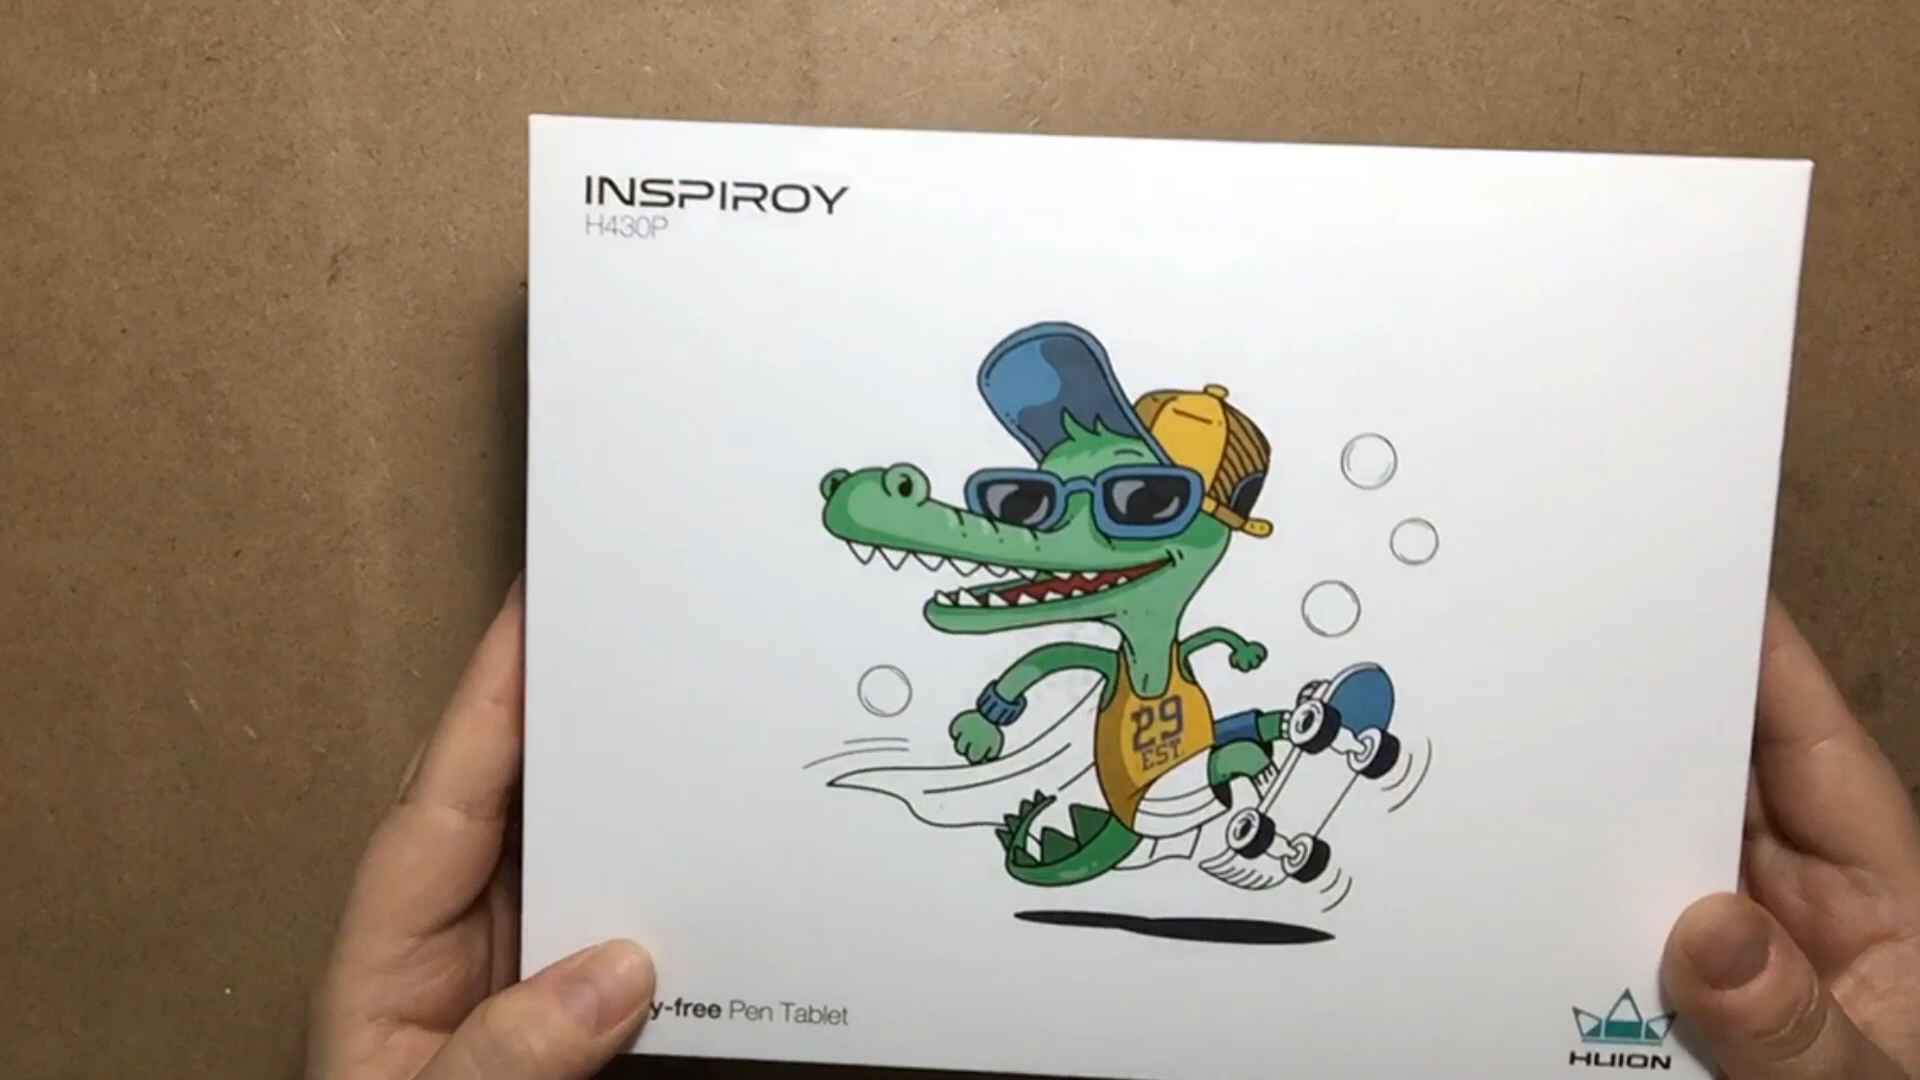 INSPIROY
H430P
29
EST.
y-free Pen Tablet
HUION